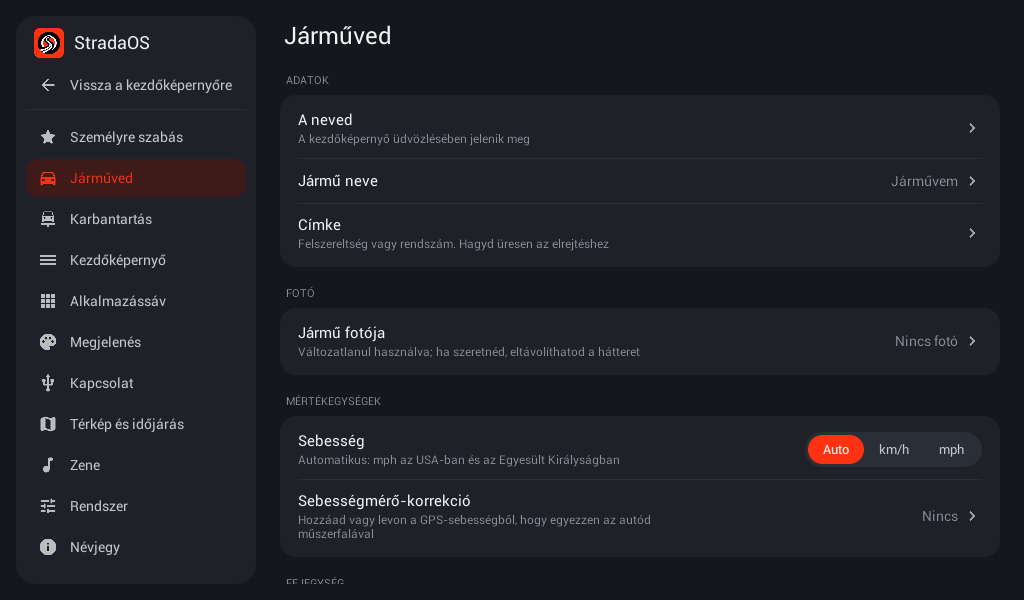 StradaOS
Vissza a kezdőképernyőre
Személyre szabás
Járműved
Karbantartás
Kezdőképernyő
Alkalmazássáv
Megjelenés
Kapcsolat
Térkép és időjárás
Zene
Rendszer
Névjegy
Járműved
ADATOK
A neved
A kezdőképernyő üdvözlésében jelenik meg
Jármű neve
Járművem
Címke
Felszereltség vagy rendszám. Hagyd üresen az elrejtéshez
FOTÓ
Jármű fotója
Változatlanul használva; ha szeretnéd, eltávolíthatod a hátteret
Nincs fotó
MÉRTÉKEGYSÉGEK
Sebesség
Automatikus: mph az USA-ban és az Egyesült Királyságban
Auto
km/h
mph
Sebességmérő-korrekció
Hozzáad vagy levon a GPS-sebességből, hogy egyezzen az autód
műszerfalával
Nincs
FEJEGYSÉG